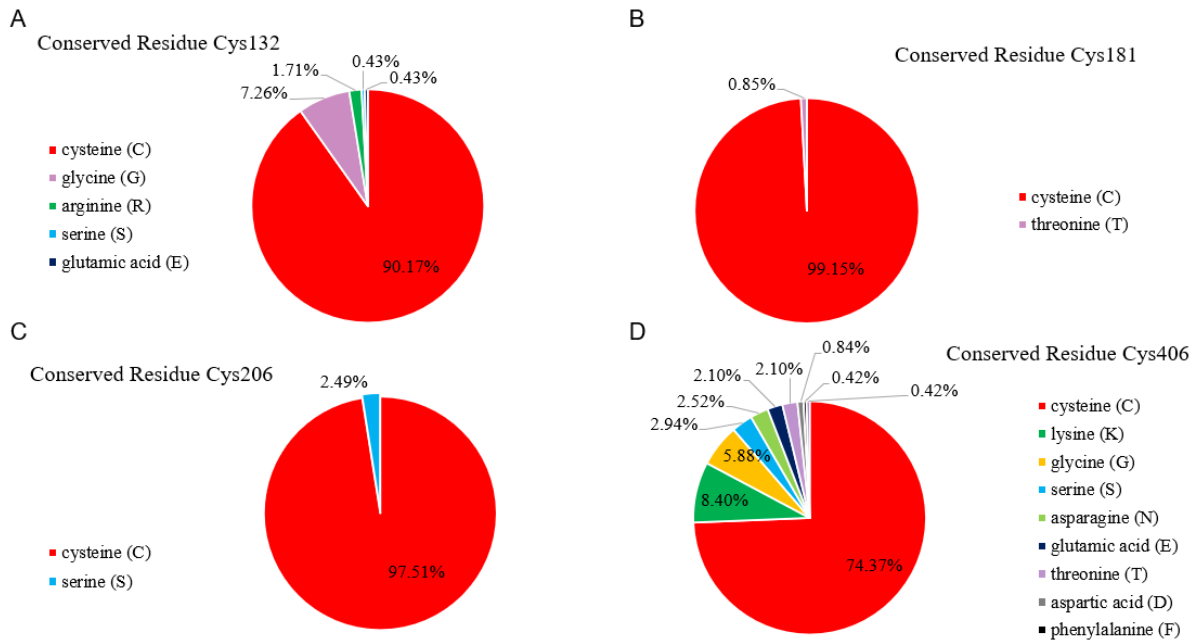 A
Conserved Residue Cys132
1.71%
0.43%
0.43%
7.26%
cysteine (C)
glycine (G)
arginine (R)
serine (S)
glutamic acid (E)
90.17%
B
Conserved Residue Cys181
0.85%
cysteine (C)
threonine (T)
99.15%
C
Conserved Residue Cys206
2.49%
cysteine (C)
serine (S)
97.51%
D
Conserved Residue Cys406
0.84%
2.10%
2.10%
0.42%
0.42%
2.52%
2.94%
5.88%
8.40%
74.37%
cysteine (C)
lysine (K)
glycine (G)
serine (S)
asparagine (N)
glutamic acid (E)
threonine (T)
aspartic acid (D)
phenylalanine (F)